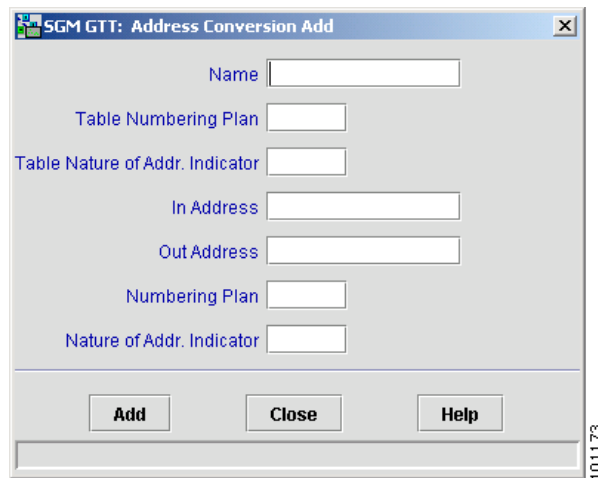 SGM GTT: Address Conversion Add
Name
Table Numbering Plan
Table Nature of Addr. Indicator
In Address
Out Address
Numbering Plan
Nature of Addr. Indicator
Add Close Help
101173